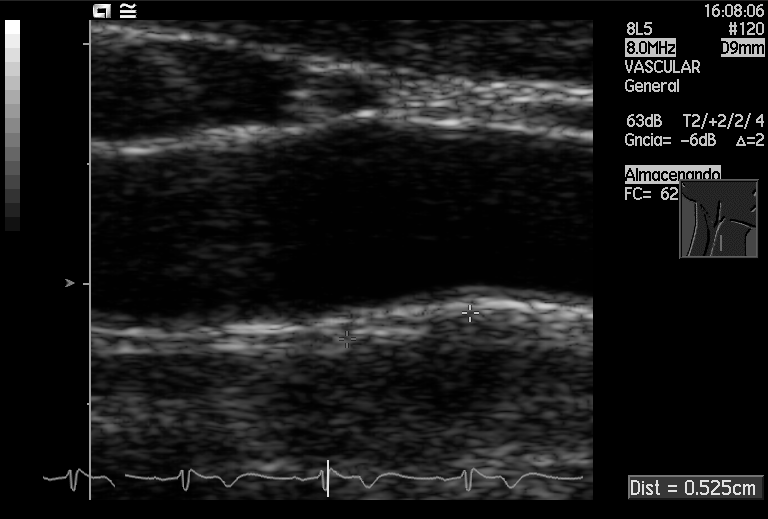 16:08:06
8L5 #120
8.0MHz D9mm
VASCULAR
General
63dB T2/+2/2/ 4
Gncia= -6dB Δ=2
Almacenando
FC= 62
Dist = 0.525cm